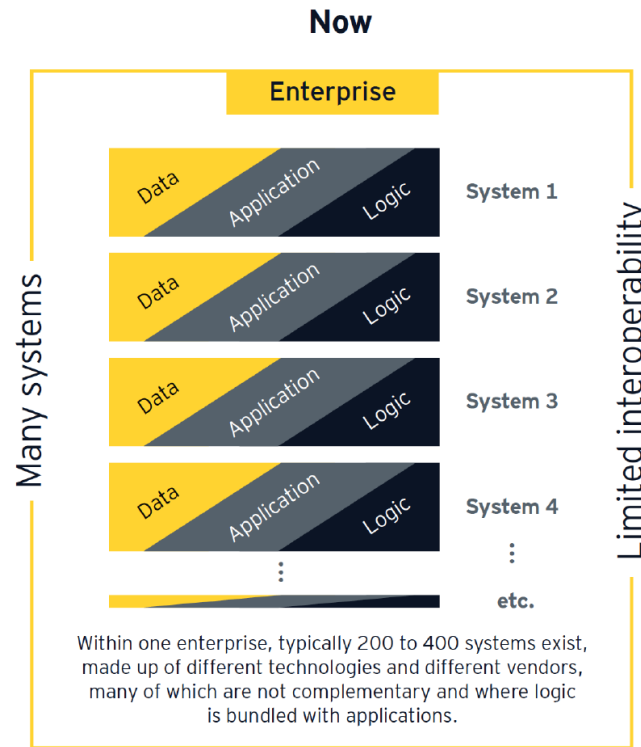 Now
Enterprise
Many systems
Limited interoperability
Data
Application
Logic
System 1
Data
Application
Logic
System 2
Data
Application
Logic
System 3
Data
Application
Logic
System 4
etc.
Within one enterprise, typically 200 to 400 systems exist,
made up of different technologies and different vendors,
many of which are not complementary and where logic
is bundled with applications.